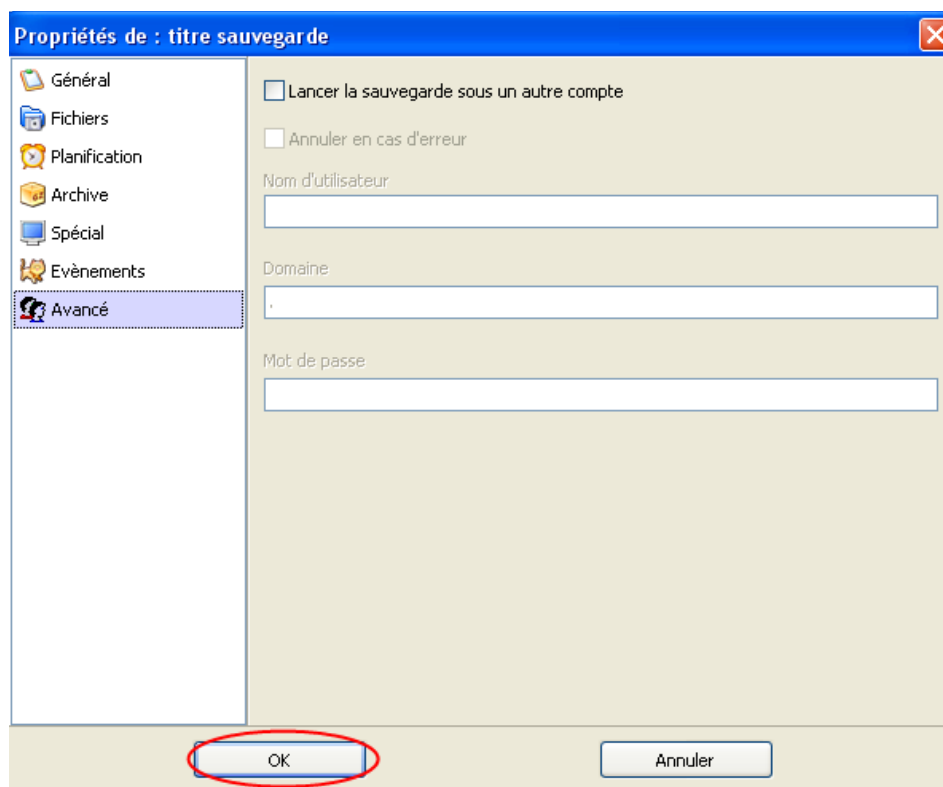 Propriétés de : titre sauvegarde
Général
Fichiers
Planification
Archive
Spécial
Evènements
Avancé
Lancer la sauvegarde sous un autre compte
Annuler en cas d'erreur
Nom d'utilisateur
Domaine
.
Mot de passe
OK
Annuler